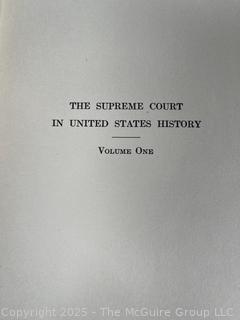 THE SUPREME COURT
IN UNITED STATES HISTORY
VOLUME ONE
Copyright 2025 - The McGuire Group LLC